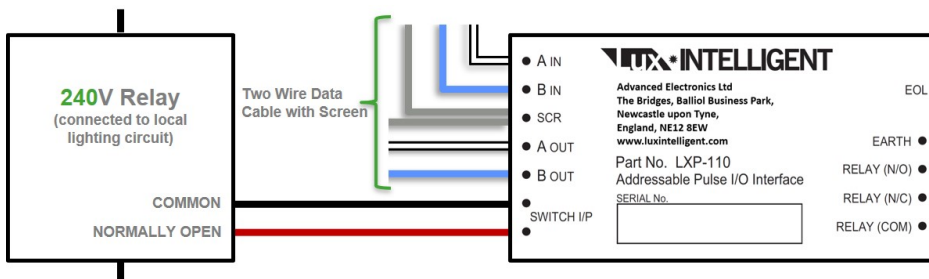 240V Relay
(connected to local
lighting circuit)
COMMON
NORMALLY OPEN
Two Wire Data
Cable with Screen
A IN
B IN
SCR
A OUT
B OUT
SWITCH I/P
LUX INTELLIGENT
Advanced Electronics Ltd
The Bridges, Balliol Business Park,
Newcastle upon Tyne,
England, NE12 8EW
www.luxintelligent.com
Part No. LXP-110
Addressable Pulse I/O Interface
SERIAL No.
EOL
EARTH
RELAY (N/O)
RELAY (N/C)
RELAY (COM)